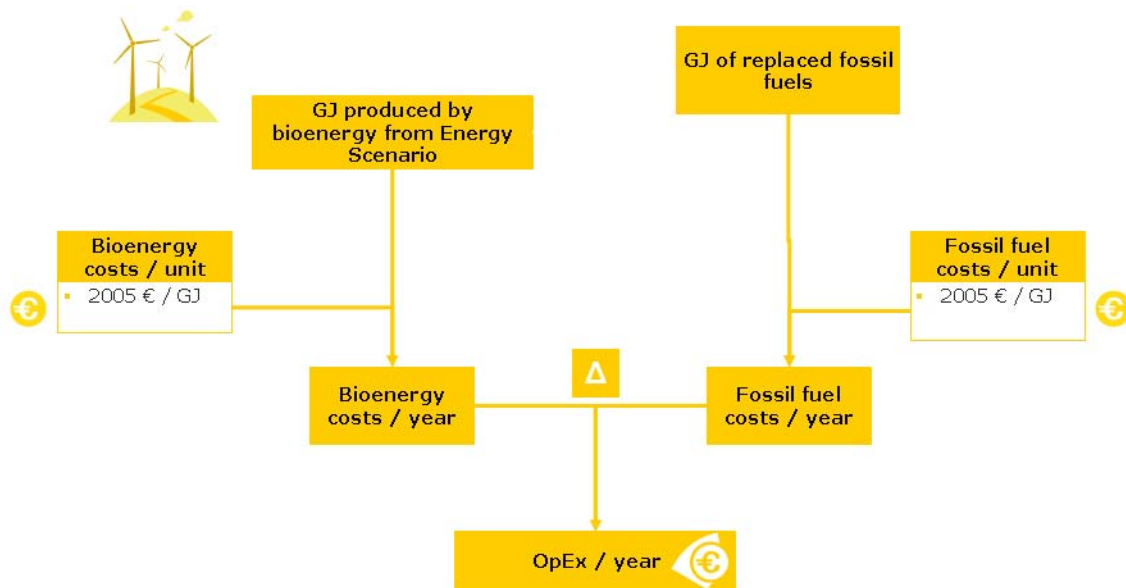 GJ of replaced fossil
fuels
GJ produced by
bioenergy from Energy
Scenario
Bioenergy
costs / unit
▪ 2005 € / GJ
Fossil fuel
costs / unit
▪ 2005 € / GJ
€
€
Δ
Bioenergy
costs / year
Fossil fuel
costs / year
OpEx / year
€